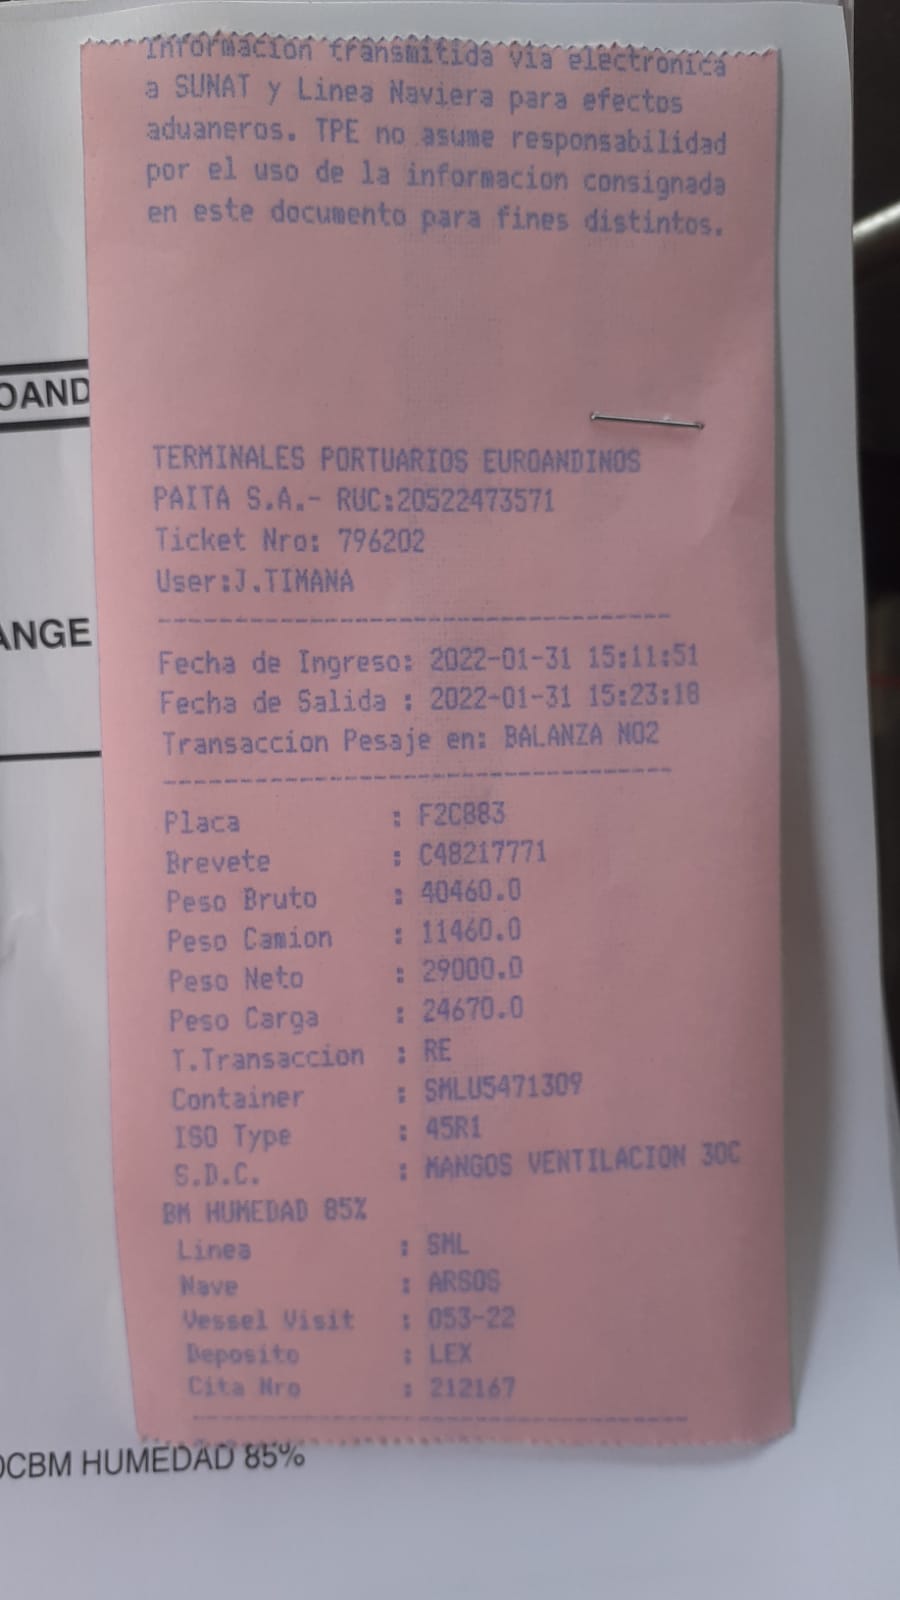 Informacion transmitida via electronica
a SUNAT y Linea Naviera para efectos
aduaneros. TPE no asume responsabilidad
por el uso de la informacion consignada
en este documento para fines distintos.
OAND
TERMINALES PORTUARIOS EUROANDINOS
PAITA S.A.- RUC:20522473571
Ticket Nro: 796202
User:J.TIMANA
ANGE
Fecha de Ingreso: 2022-01-31 15:11:51
Fecha de Salida : 2022-01-31 15:23:18
Transaccion Pesaje en: BALANZA NO2
Placa : F2C883
Brevete : C48217771
Peso Bruto : 40460.0
Peso Camion : 11460.0
Peso Neto : 29000.0
Peso Carga : 24670.0
T.Transaccion : RE
Container : SMLU5471309
ISO Type : 45R1
S.D.C. : MANGOS VENTILACION 30C
BM HUMEDAD 85%
Linea : SML
Nave : ARSOS
Vessel Visit : 053-22
Deposito : LEX
Cita Nro : 212167
0CBM HUMEDAD 85%